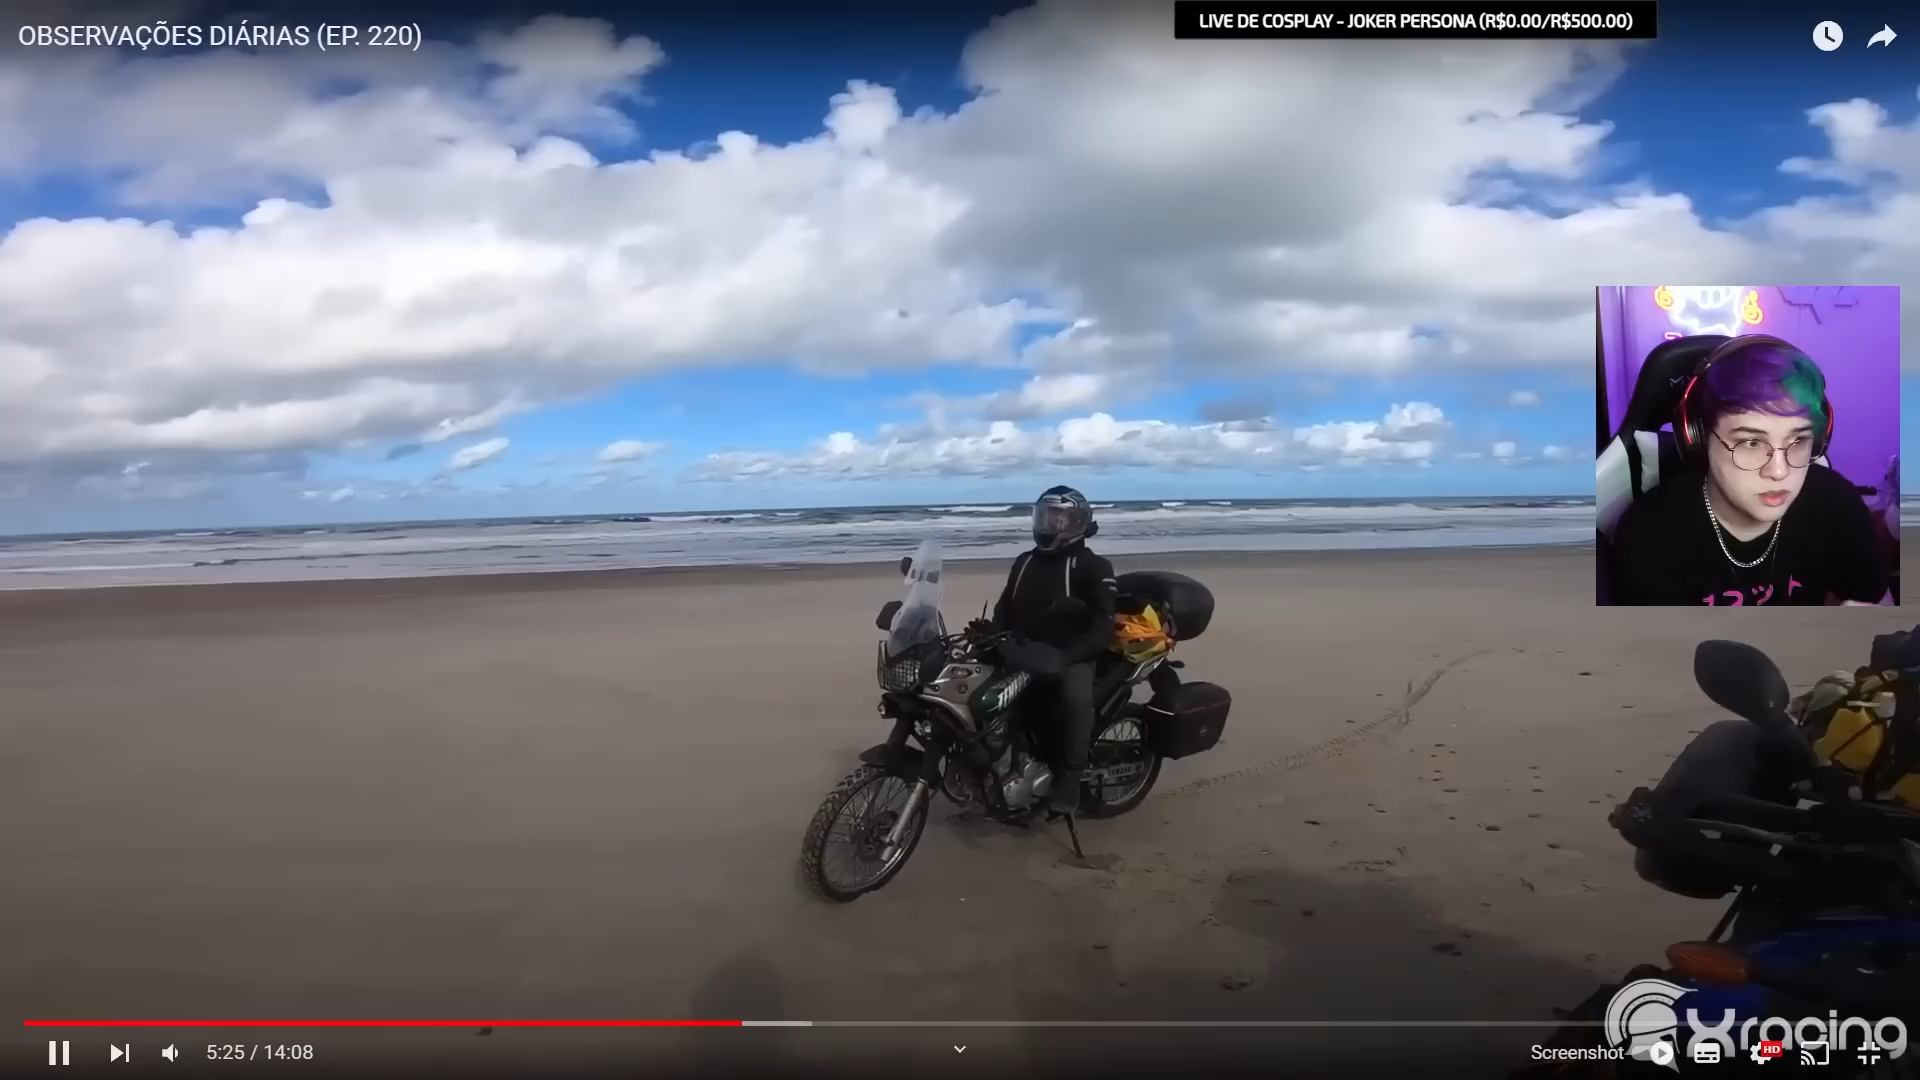 OBSERVAÇÕES DIÁRIAS (EP. 220)
LIVE DE COSPLAY - JOKER PERSONA (R$0.00/R$500.00)
xracing
5:25 / 14:08
Screenshot
HD